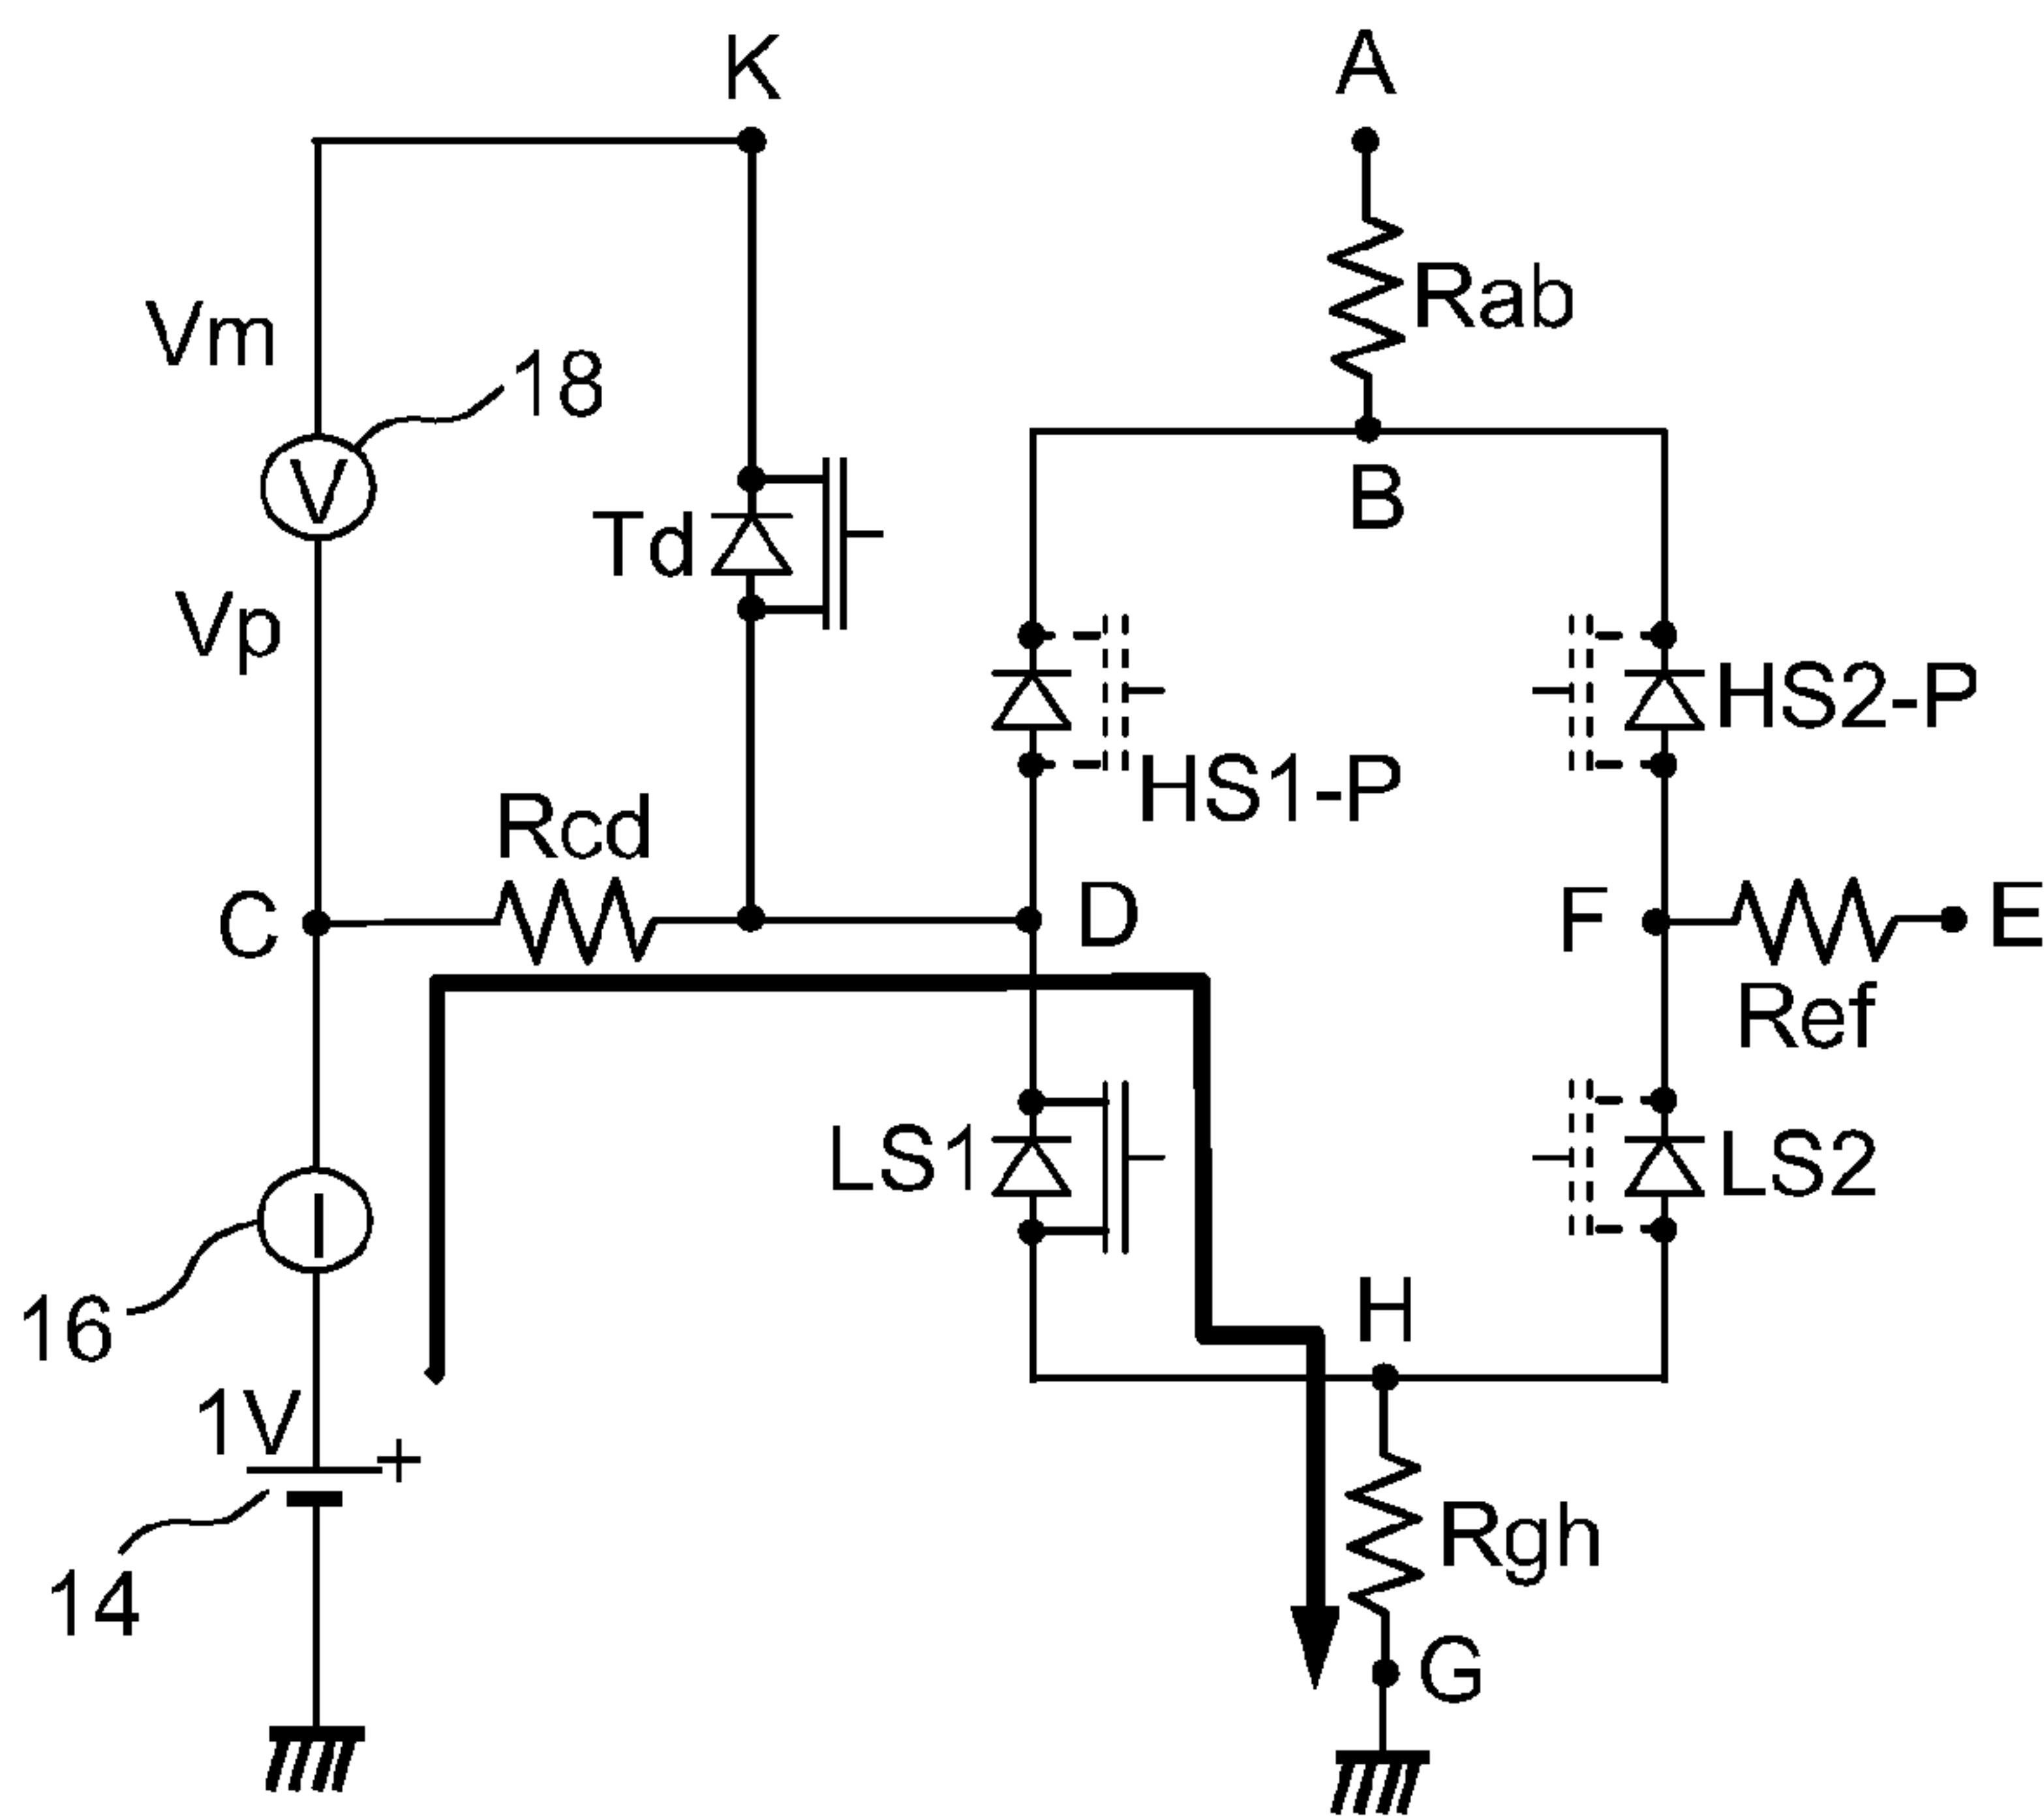 K
A
Rab
Vm
18
V
B
Td
Vp
HS2-P
HS1-P
Rcd
C
D
F
E
Ref
LS1
LS2
I
H
16
1V
+
Rgh
14
G